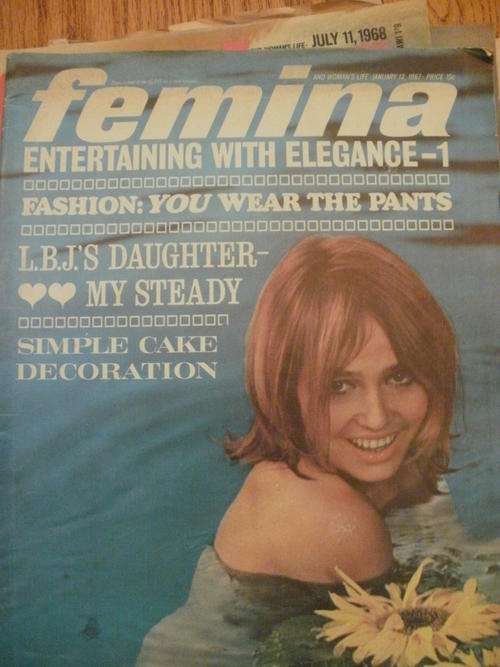 JULY 11, 1968
femina
AND WOMAN'S LIFE JANUARY 12, 1967 PRICE 15c
ENTERTAINING WITH ELEGANCE-1
FASHION: YOU WEAR THE PANTS
L.B.J.'S DAUGHTER-
MY STEADY
SIMPLE CAKE
DECORATION